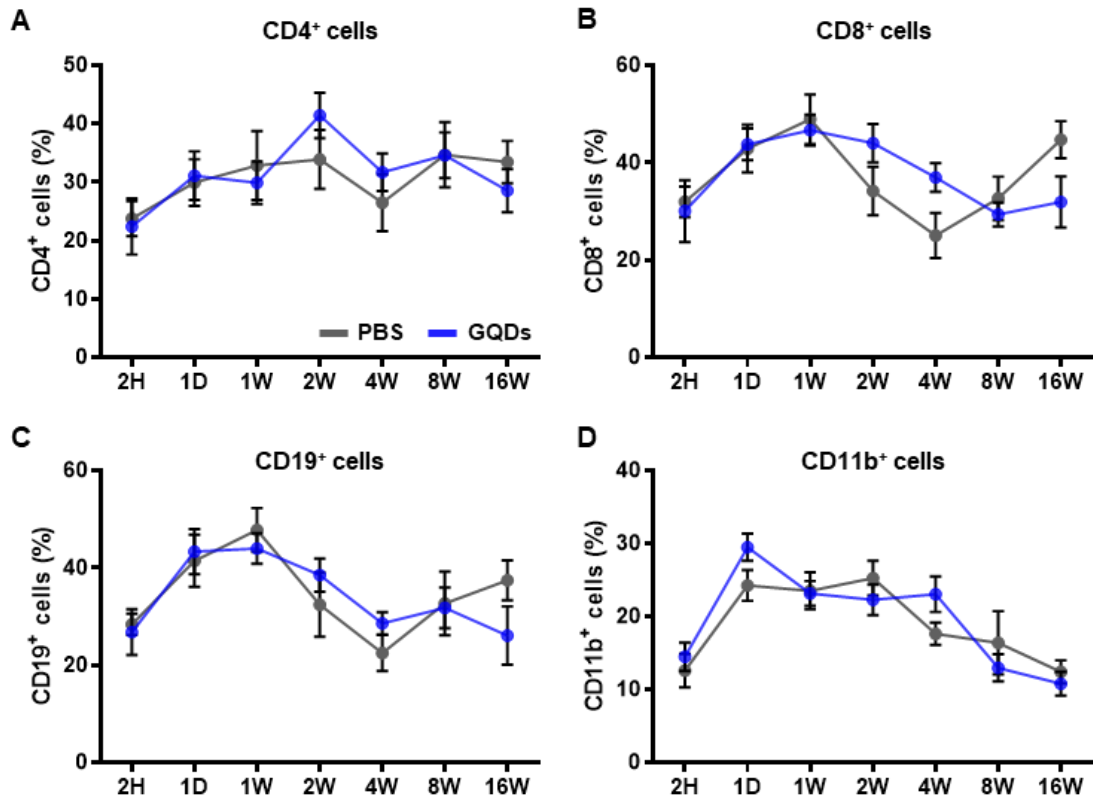 A
CD4⁺ cells
CD4⁺ cells (%)
50
40
30
20
10
0
PBS GQDs
2H 1D 1W 2W 4W 8W 16W
B
CD8⁺ cells
CD8⁺ cells (%)
60
40
20
0
2H 1D 1W 2W 4W 8W 16W
C
CD19⁺ cells
CD19⁺ cells (%)
60
40
20
0
2H 1D 1W 2W 4W 8W 16W
D
CD11b⁺ cells
CD11b⁺ cells (%)
40
30
20
10
0
2H 1D 1W 2W 4W 8W 16W